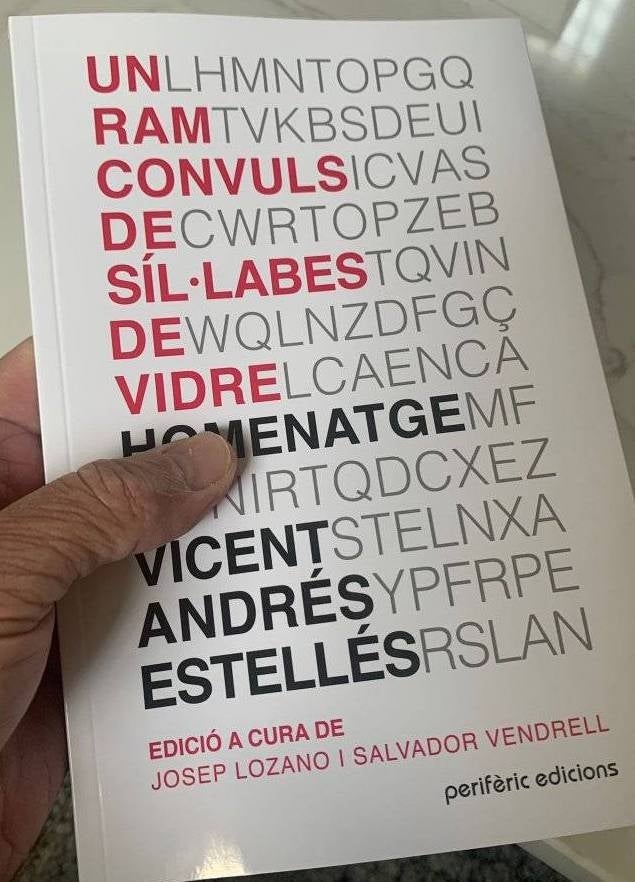 UNLHMNTOPGQ
RAMTVKBSDEUI
CONVULSICVAS
DECWRTOPZEB
SÍL·LABESTQVIN
DEWQLNZDFGÇ
VIDRELCAENCA
HOMENATGEMF
NIRTQDCXEZ
VICENTSTELNXA
ANDRÉSYPFRPE
ESTELLÉSRSLAN
EDICIÓ A CURA DE
JOSEP LOZANO I SALVADOR VENDRELL
perifèric edicions